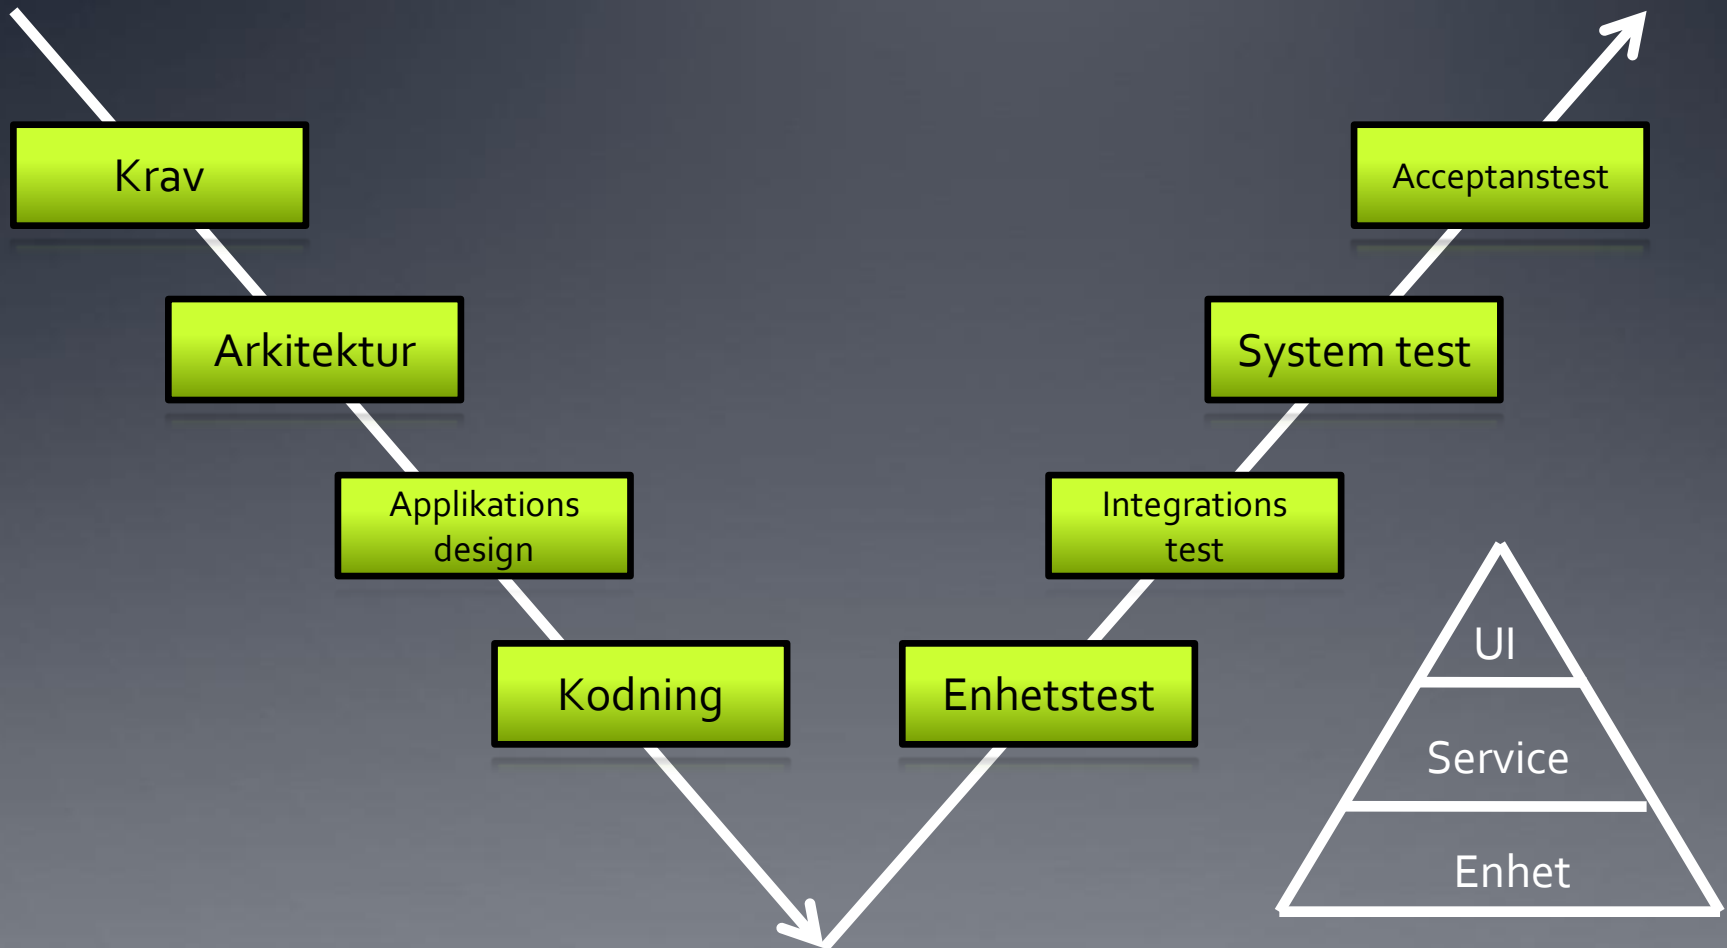 Krav
Acceptanstest
Arkitektur
System test
Applikations
design
Integrations
test
Kodning
Enhetstest
UI
Service
Enhet